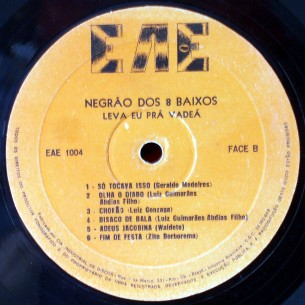 EAE
NEGRÃO DOS 8 BAIXOS
LEVA EU PRÁ VADEÁ
EAE 1004
FACE B
1 - SÓ TOCAVA ISSO (Geraldo Medeiros)
2 - OLHA O DIABO (Luiz Guimarães
Abdias Filho)
3 - CHORÃO (Luiz Gonzaga)
4 - BISACO DE BALA (Luiz Guimarães Abdias Filho)
5 - ADEUS JACOBINA (Waldete)
6 - FIM DE FESTA (Zito Borborema)